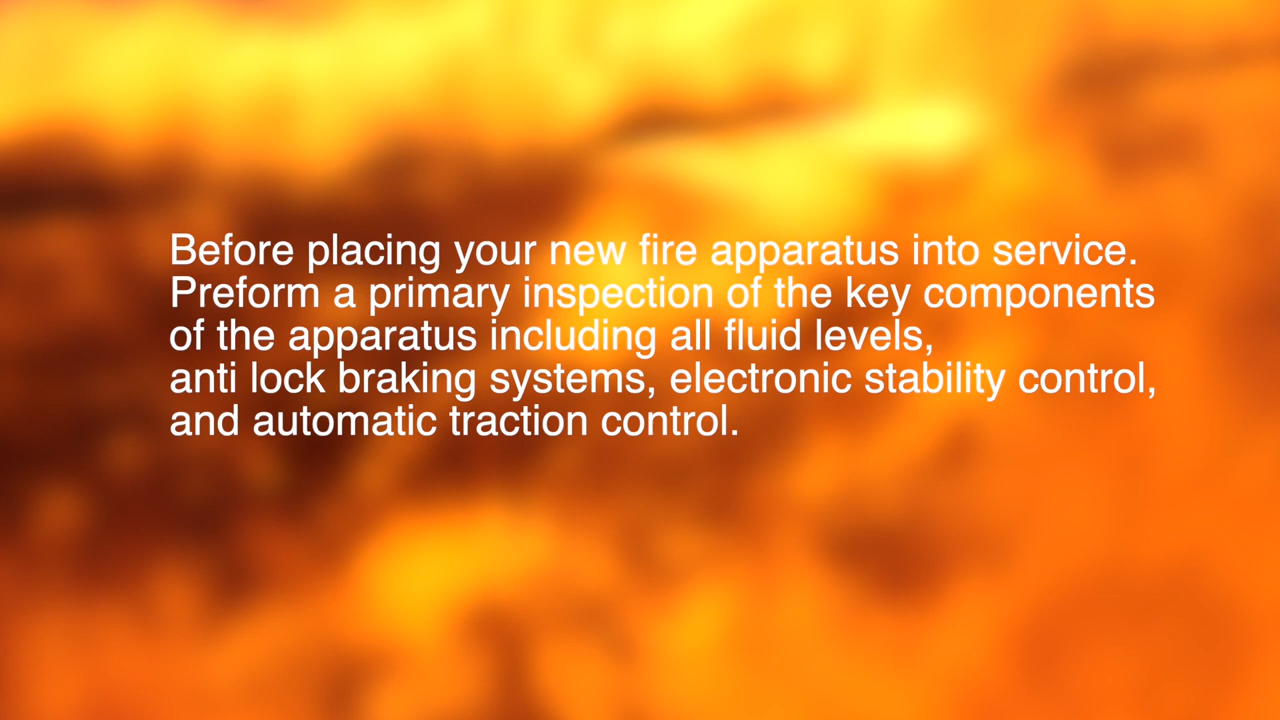 Before placing your new fire apparatus into service.
Preform a primary inspection of the key components
of the apparatus including all fluid levels,
anti lock braking systems, electronic stability control,
and automatic traction control.